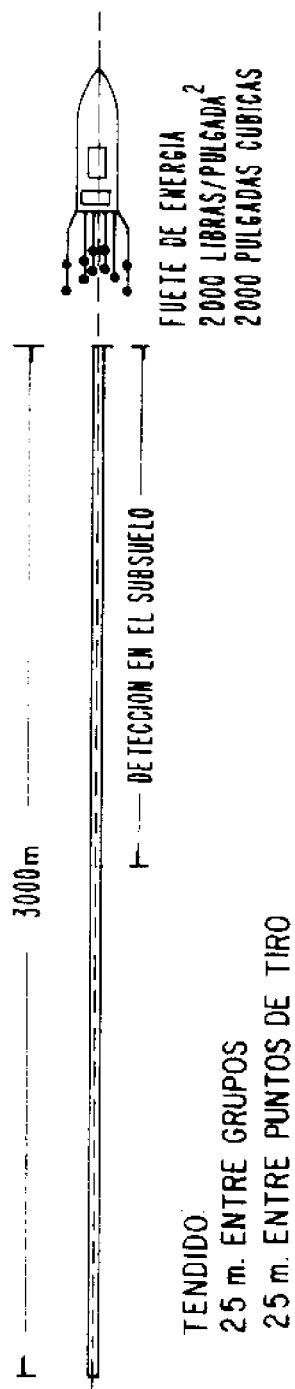 3000m
FUETE DE ENERGIA
2000 LIBRAS/PULGADA²
2000 PULGADAS CUBICAS
DETECCION EN EL SUBSUELO
TENDIDO:
25 m. ENTRE GRUPOS
25 m. ENTRE PUNTOS DE TIRO